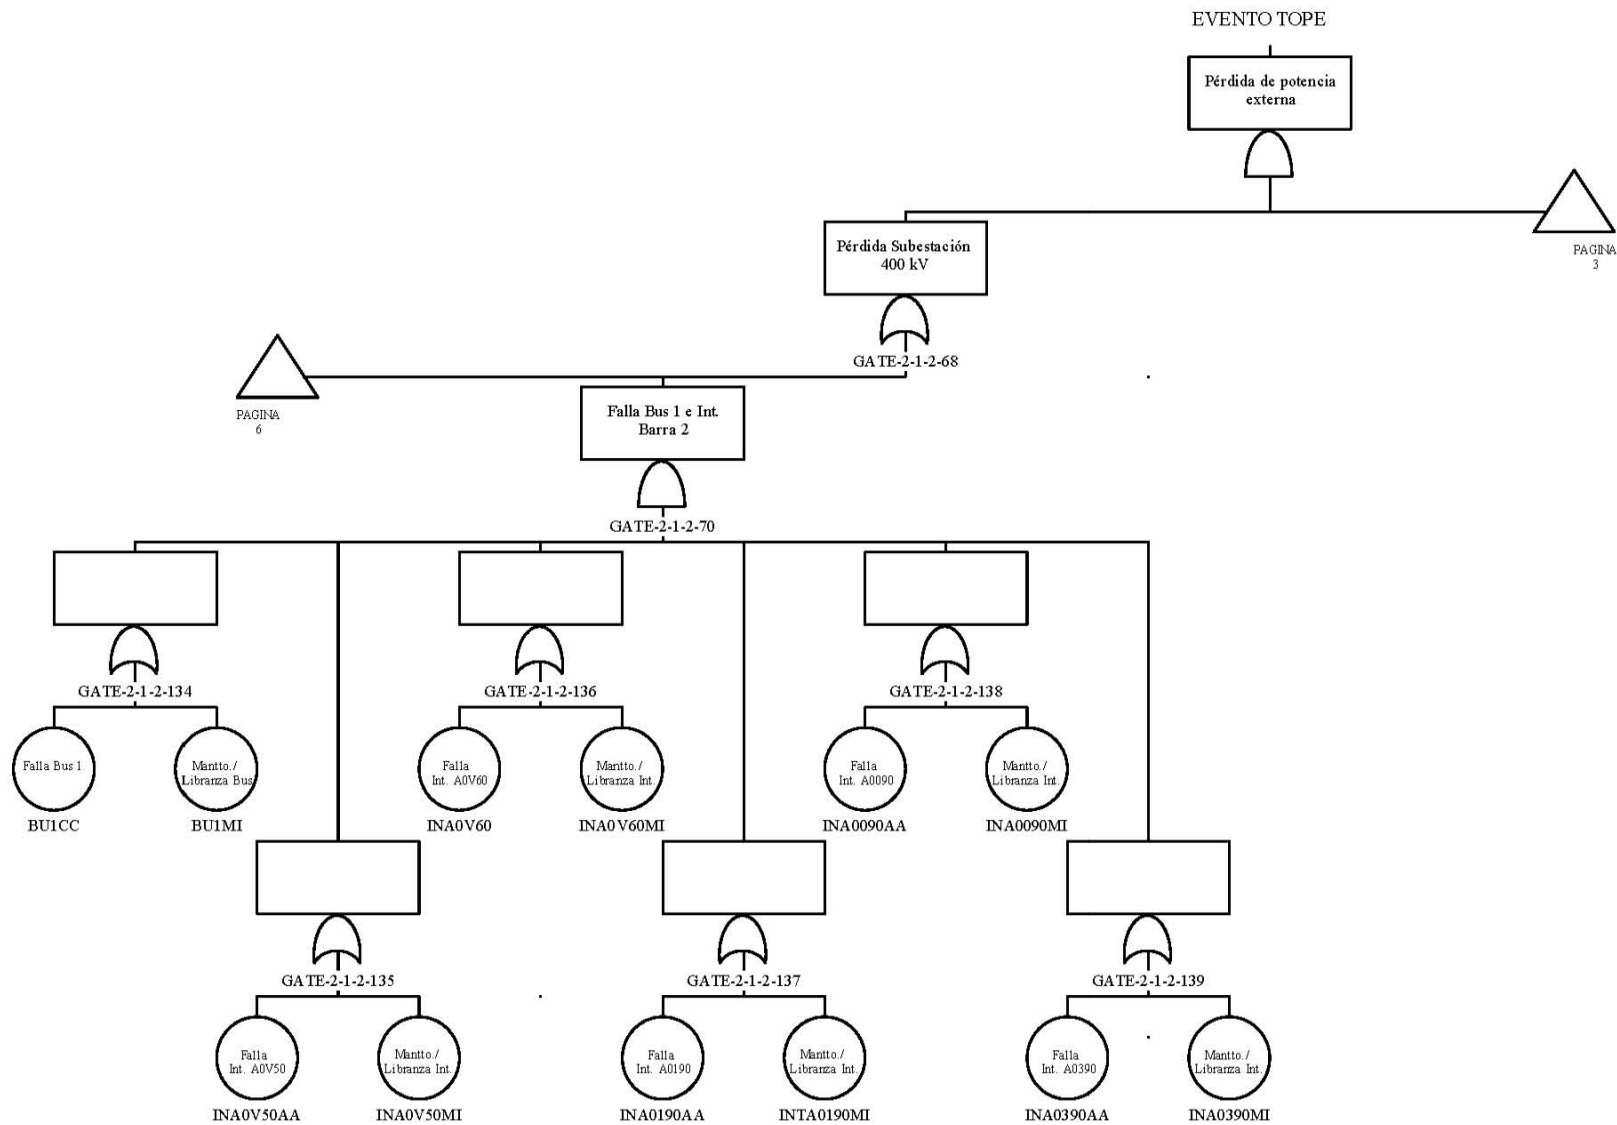 EVENTO TOPE
Pérdida de potencia
externa
PAGINA
3
Pérdida Subestación
400 kV
GATE-2-1-2-68
PAGINA
6
Falla Bus 1 e Int.
Barra 2
GATE-2-1-2-70
GATE-2-1-2-134
GATE-2-1-2-136
GATE-2-1-2-138
Falla Bus 1
Mantto./
Libranza Bus
Falla
Int. A0V60
Mantto./
Libranza Int.
Falla
Int. A0090
Mantto./
Libranza Int.
BU1CC
BU1MI
INA0V60
INA0V60MI
INA0090AA
INA0090MI
GATE-2-1-2-135
GATE-2-1-2-137
GATE-2-1-2-139
Falla
Int. A0V50
Mantto./
Libranza Int.
Falla
Int. A0190
Mantto./
Libranza Int.
Falla
Int. A0390
Mantto./
Libranza Int.
INA0V50AA
INA0V50MI
INA0190AA
INTA0190MI
INA0390AA
INA0390MI